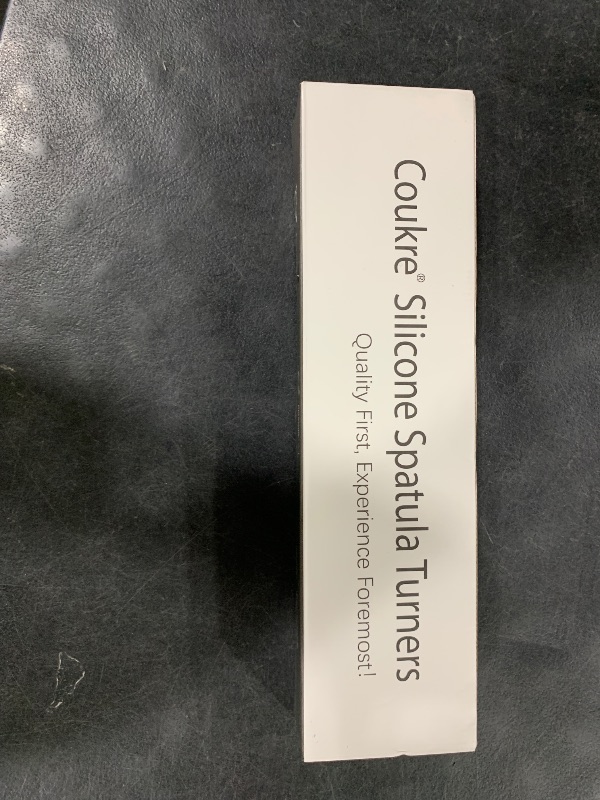 Coukre® Silicone Spatula Turners
Quality First, Experience Foremost!